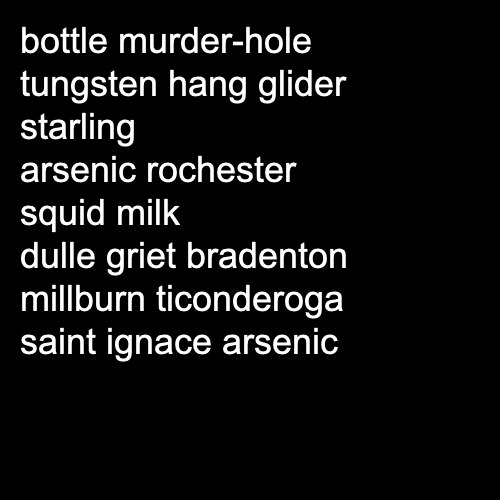 bottle murder-hole
tungsten hang glider
starling
arsenic rochester
squid milk
dulle griet bradenton
millburn ticonderoga
saint ignace arsenic